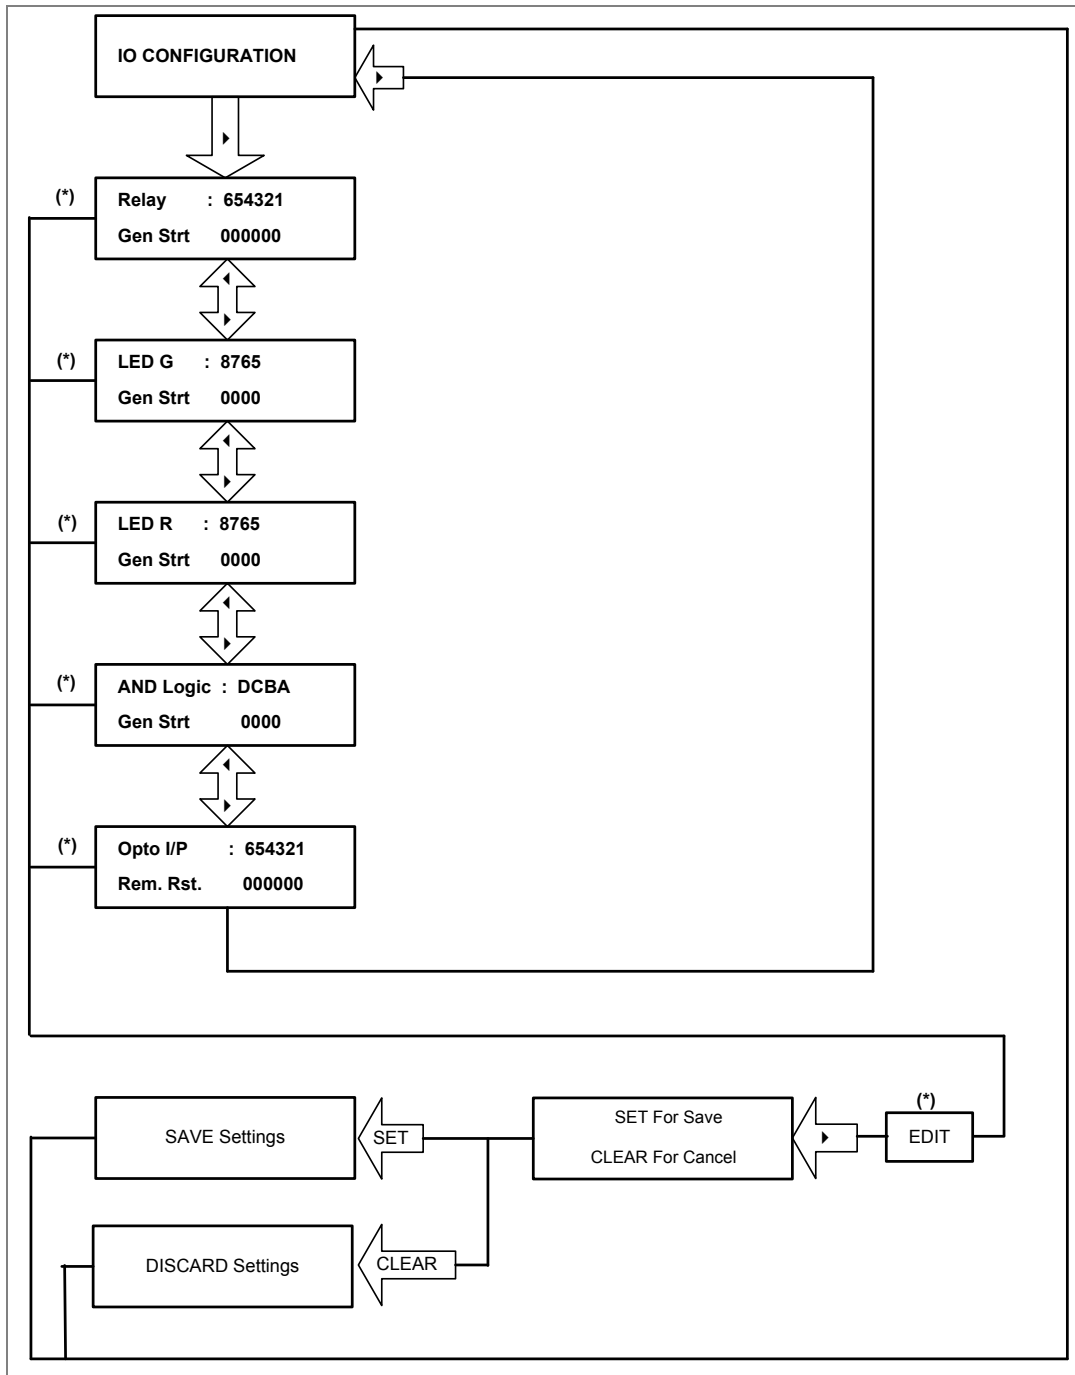 IO CONFIGURATION
(*)
Relay : 654321
Gen Strt 000000
(*)
LED G : 8765
Gen Strt 0000
(*)
LED R : 8765
Gen Strt 0000
(*)
AND Logic : DCBA
Gen Strt 0000
(*)
Opto I/P : 654321
Rem. Rst. 000000
(*)
SAVE Settings
SET
SET For Save
CLEAR For Cancel
EDIT
DISCARD Settings
CLEAR